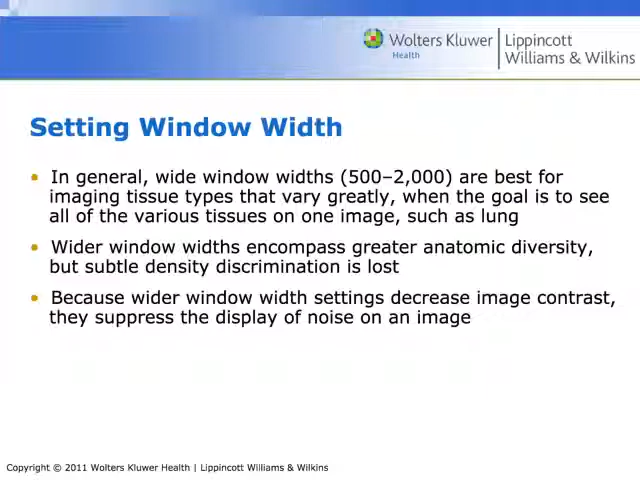 Wolters Kluwer
Health
Lippincott
Williams & Wilkins
Setting Window Width
• In general, wide window widths (500–2,000) are best for
imaging tissue types that vary greatly, when the goal is to see
all of the various tissues on one image, such as lung
• Wider window widths encompass greater anatomic diversity,
but subtle density discrimination is lost
• Because wider window width settings decrease image contrast,
they suppress the display of noise on an image
Copyright © 2011 Wolters Kluwer Health | Lippincott Williams & Wilkins